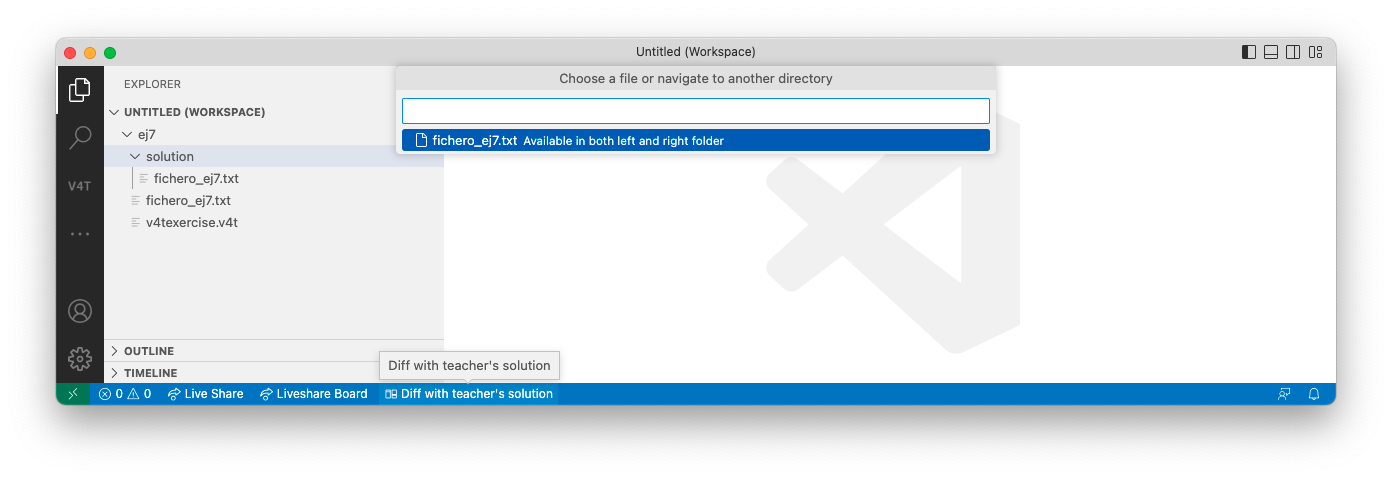 Untitled (Workspace)
EXPLORER
Choose a file or navigate to another directory
UNTITLED (WORKSPACE)
ej7
fichero_ej7.txt Available in both left and right folder
solution
fichero_ej7.txt
V4T
fichero_ej7.txt
v4texercise.v4t
OUTLINE
TIMELINE
Diff with teacher's solution
0 0 Live Share Liveshare Board Diff with teacher's solution